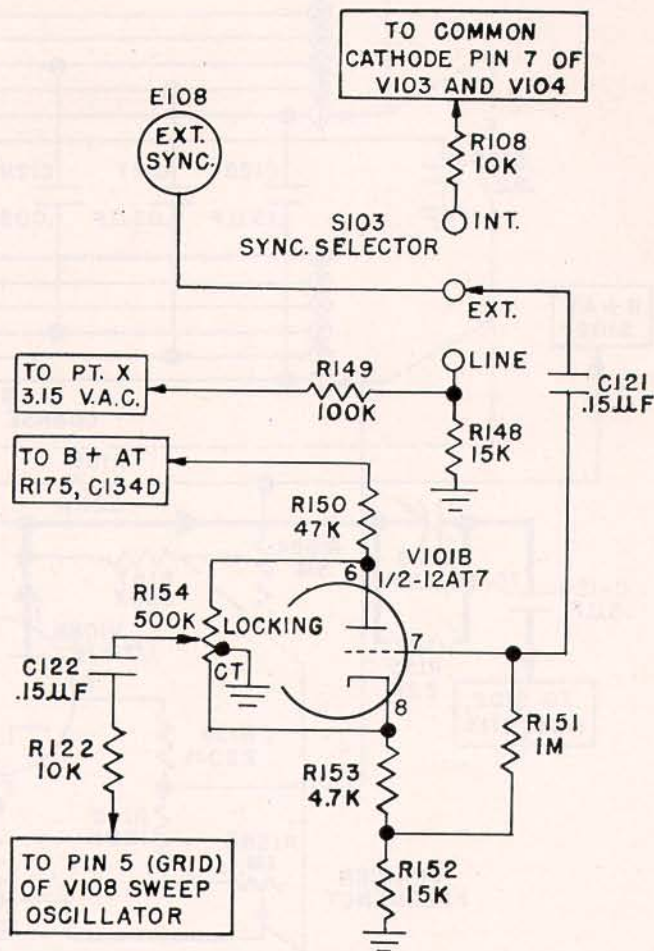 TO COMMON
CATHODE PIN 7 OF
V103 AND V104
E108
EXT.
SYNC.
R108
10K
S103
SYNC. SELECTOR
INT.
EXT.
LINE
TO PT. X
3.15 V.A.C.
R149
100K
C121
.15µF
R148
15K
TO B+ AT
R175, C134D
R150
47K
V101B
1/2-12AT7
6
R154
500K
LOCKING
7
C122
.15µF
CT
8
R122
10K
R151
1M
R153
4.7K
TO PIN 5 (GRID)
OF V108 SWEEP
OSCILLATOR
R152
15K